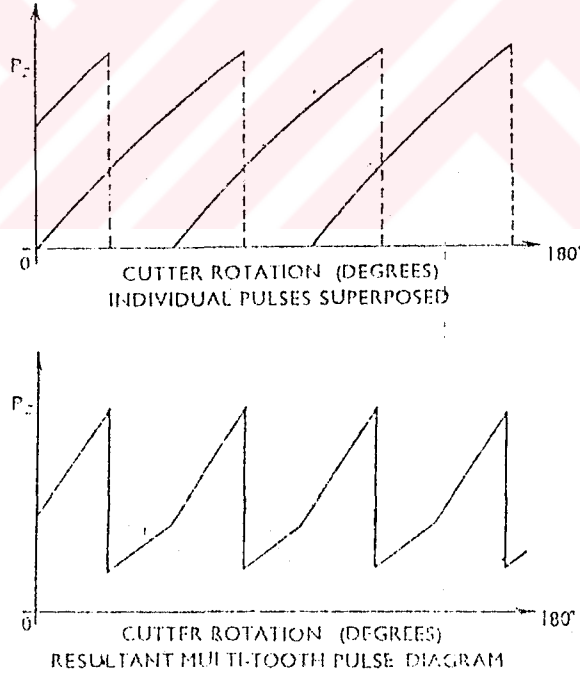 Pz
0
180°
CUTTER ROTATION (DEGREES)
INDIVIDUAL PULSES SUPERPOSED
Pz
0
180°
CUTTER ROTATION (DEGREES)
RESULTANT MULTI-TOOTH PULSE DIAGRAM